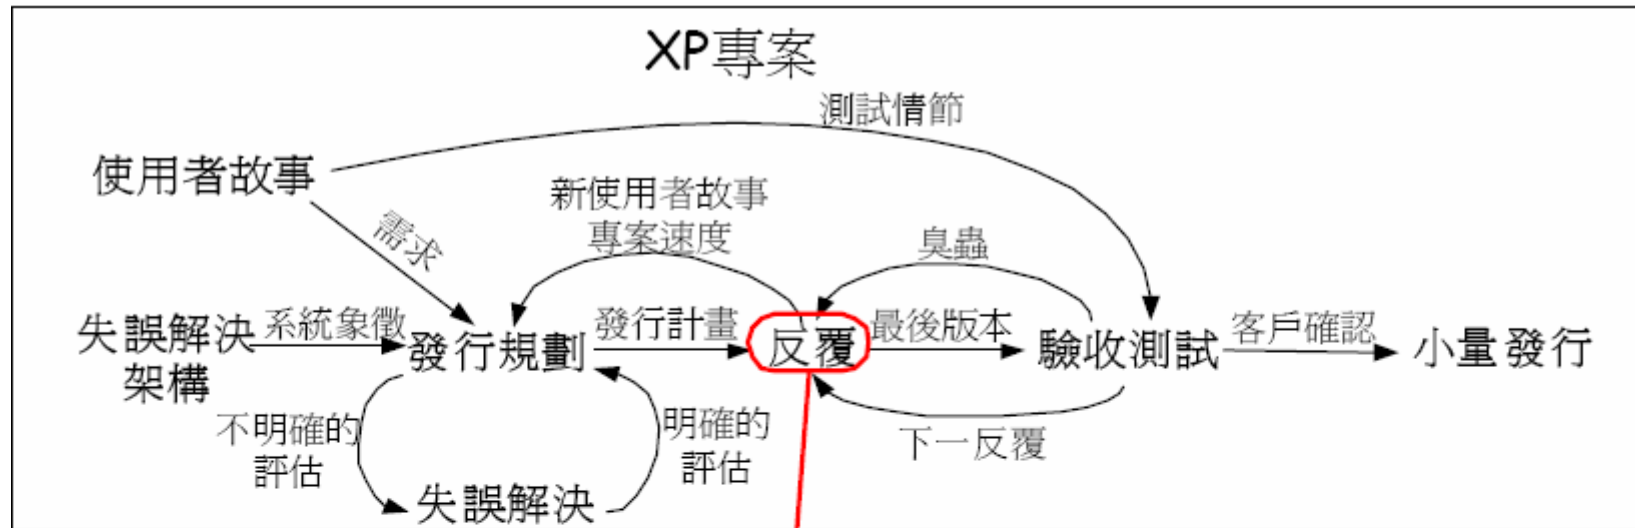 XP專案
測試情節
使用者故事
新使用者故事
專案速度
需求
臭蟲
失誤解決
架構
系統象徵
發行規劃
發行計畫
反覆
最後版本
驗收測試
客戶確認
小量發行
不明確的
評估
明確的
評估
下一反覆
失誤解決